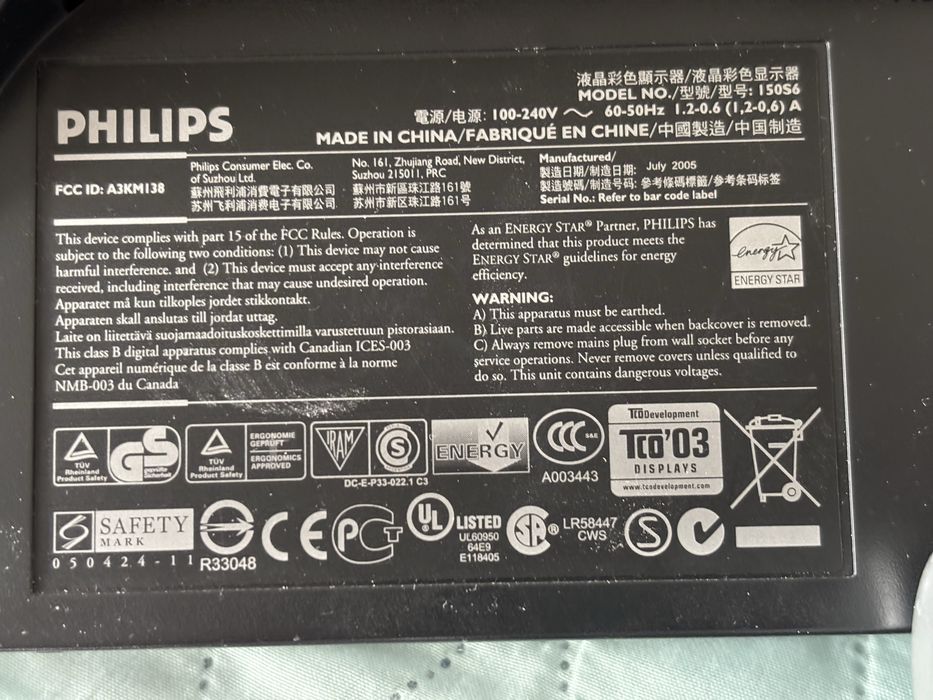 液晶彩色顯示器/液晶彩色显示器
MODEL NO./型號/型号: 150S6
電源/电源: 100-240V ～ 60-50Hz 1.2-0.6 (1,2-0,6) A
MADE IN CHINA/FABRIQUÉ EN CHINE/中國製造/中国制造
PHILIPS
FCC ID: A3KM138
Philips Consumer Elec. Co.
of Suzhou Ltd.
蘇州飛利浦消費電子有限公司
苏州飞利浦消费电子有限公司
No. 161, Zhujiang Road, New District,
Suzhou 215011, PRC
蘇州市新區珠江路161號
苏州市新区珠江路161号
Manufactured/
製造日期/制造日期: July 2005
製造號碼/制造号码: 參考條碼標籤/参考条码标签
Serial No.: Refer to bar code label
This device complies with part 15 of the FCC Rules. Operation is
subject to the following two conditions: (1) This device may not cause
harmful interference. and (2) This device must accept any interference
received, including interference that may cause undesired operation.
Apparatet må kun tilkoples jordet stikkontakt.
Apparaten skall anslutas till jordat uttag.
Laite on liitettävä suojamaadoituskoskettimilla varustettuun pistorasiaan.
This class B digital apparatus complies with Canadian ICES-003
Cet appareil numérique de la classe B est conforme à la norme
NMB-003 du Canada
As an ENERGY STAR® Partner, PHILIPS has
determined that this product meets the
ENERGY STAR® guidelines for energy
efficiency.
energy
ENERGY STAR
WARNING:
A) This apparatus must be earthed.
B) Live parts are made accessible when backcover is removed.
C) Always remove mains plug from wall socket before any
service operations. Never remove covers unless qualified to
do so. This unit contains dangerous voltages.
TÜV
Rheinland
Product Safety
GS
geprüfte
Sicherheit
TÜV
Rheinland
Product Safety
ERGONOMIE
GEPRÜFT
ERGONOMICS
APPROVED
IRAM
S
DC-E-P33-022.1 C3
ENERGY
CCC S&E
A003443
TCO Development
TCO'03
DISPLAYS
www.tcodevelopment.com
S SAFETY
MARK
050424-11
R33048
CE
PCT
UL
LISTED
UL60950
64E9
E118405
SA
LR58447
CWS
S